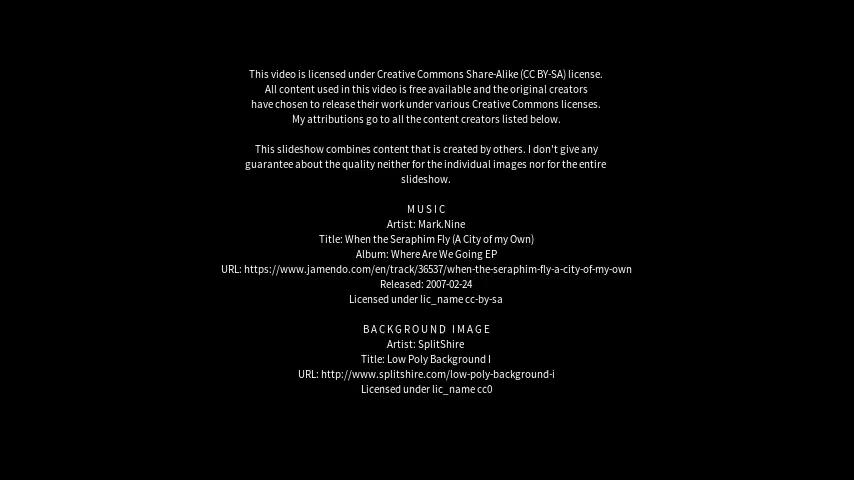 This video is licensed under Creative Commons Share-Alike (CC BY-SA) license.
All content used in this video is free available and the original creators
have chosen to release their work under various Creative Commons licenses.
My attributions go to all the content creators listed below.
This slideshow combines content that is created by others. I don't give any
guarantee about the quality neither for the individual images nor for the entire
slideshow.
MUSIC
Artist: Mark.Nine
Title: When the Seraphim Fly (A City of my Own)
Album: Where Are We Going EP
URL: https://www.jamendo.com/en/track/36537/when-the-seraphim-fly-a-city-of-my-own
Released: 2007-02-24
Licensed under lic_name cc-by-sa
BACKGROUND IMAGE
Artist: SplitShire
Title: Low Poly Background I
URL: http://www.splitshire.com/low-poly-background-i
Licensed under lic_name cc0